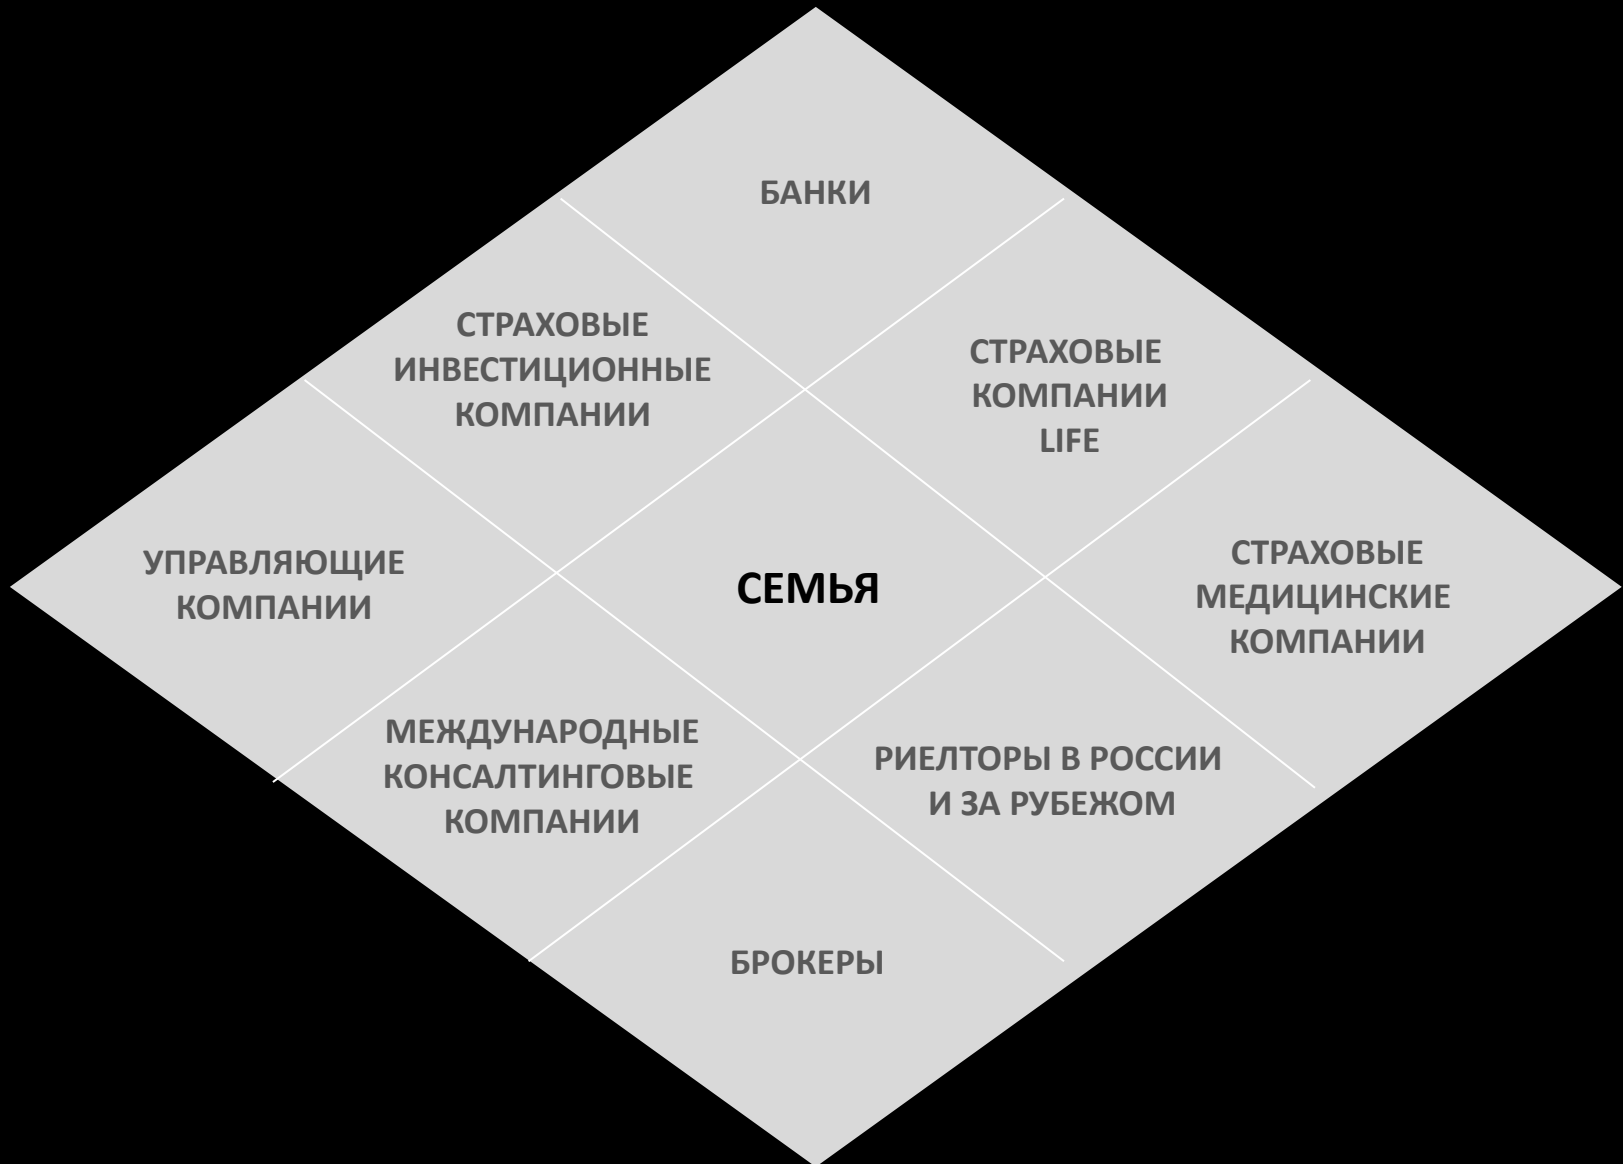 БАНКИ
СТРАХОВЫЕ
ИНВЕСТИЦИОННЫЕ
КОМПАНИИ
СТРАХОВЫЕ
КОМПАНИИ
LIFE
УПРАВЛЯЮЩИЕ
КОМПАНИИ
СЕМЬЯ
СТРАХОВЫЕ
МЕДИЦИНСКИЕ
КОМПАНИИ
МЕЖДУНАРОДНЫЕ
КОНСАЛТИНГОВЫЕ
КОМПАНИИ
РИЕЛТОРЫ В РОССИИ
И ЗА РУБЕЖОМ
БРОКЕРЫ